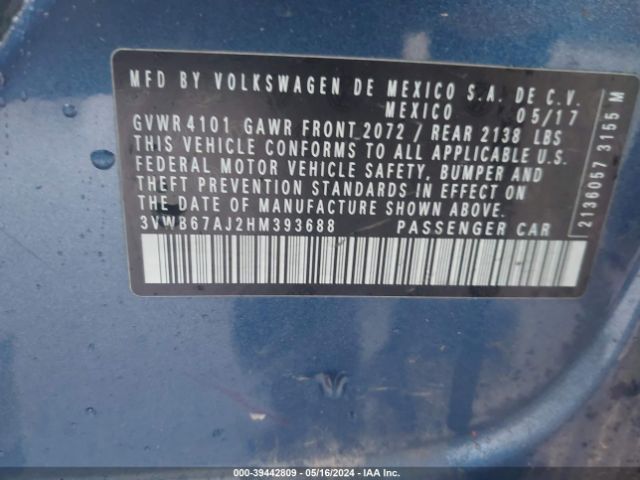 MFD BY VOLKSWAGEN DE MEXICO S.A. DE C.V.
MEXICO 05/17
GVWR 4101 GAWR FRONT 2072 / REAR 2138 LBS
THIS VEHICLE CONFORMS TO ALL APPLICABLE U.S.
FEDERAL MOTOR VEHICLE SAFETY, BUMPER AND
THEFT PREVENTION STANDARDS IN EFFECT ON
THE DATE OF MANUFACTURE SHOWN ABOVE.
3VWB67AJ2HM393688 PASSENGER CAR
2136057 3155 M
000-39442809 - 05/16/2024 - IAA Inc.